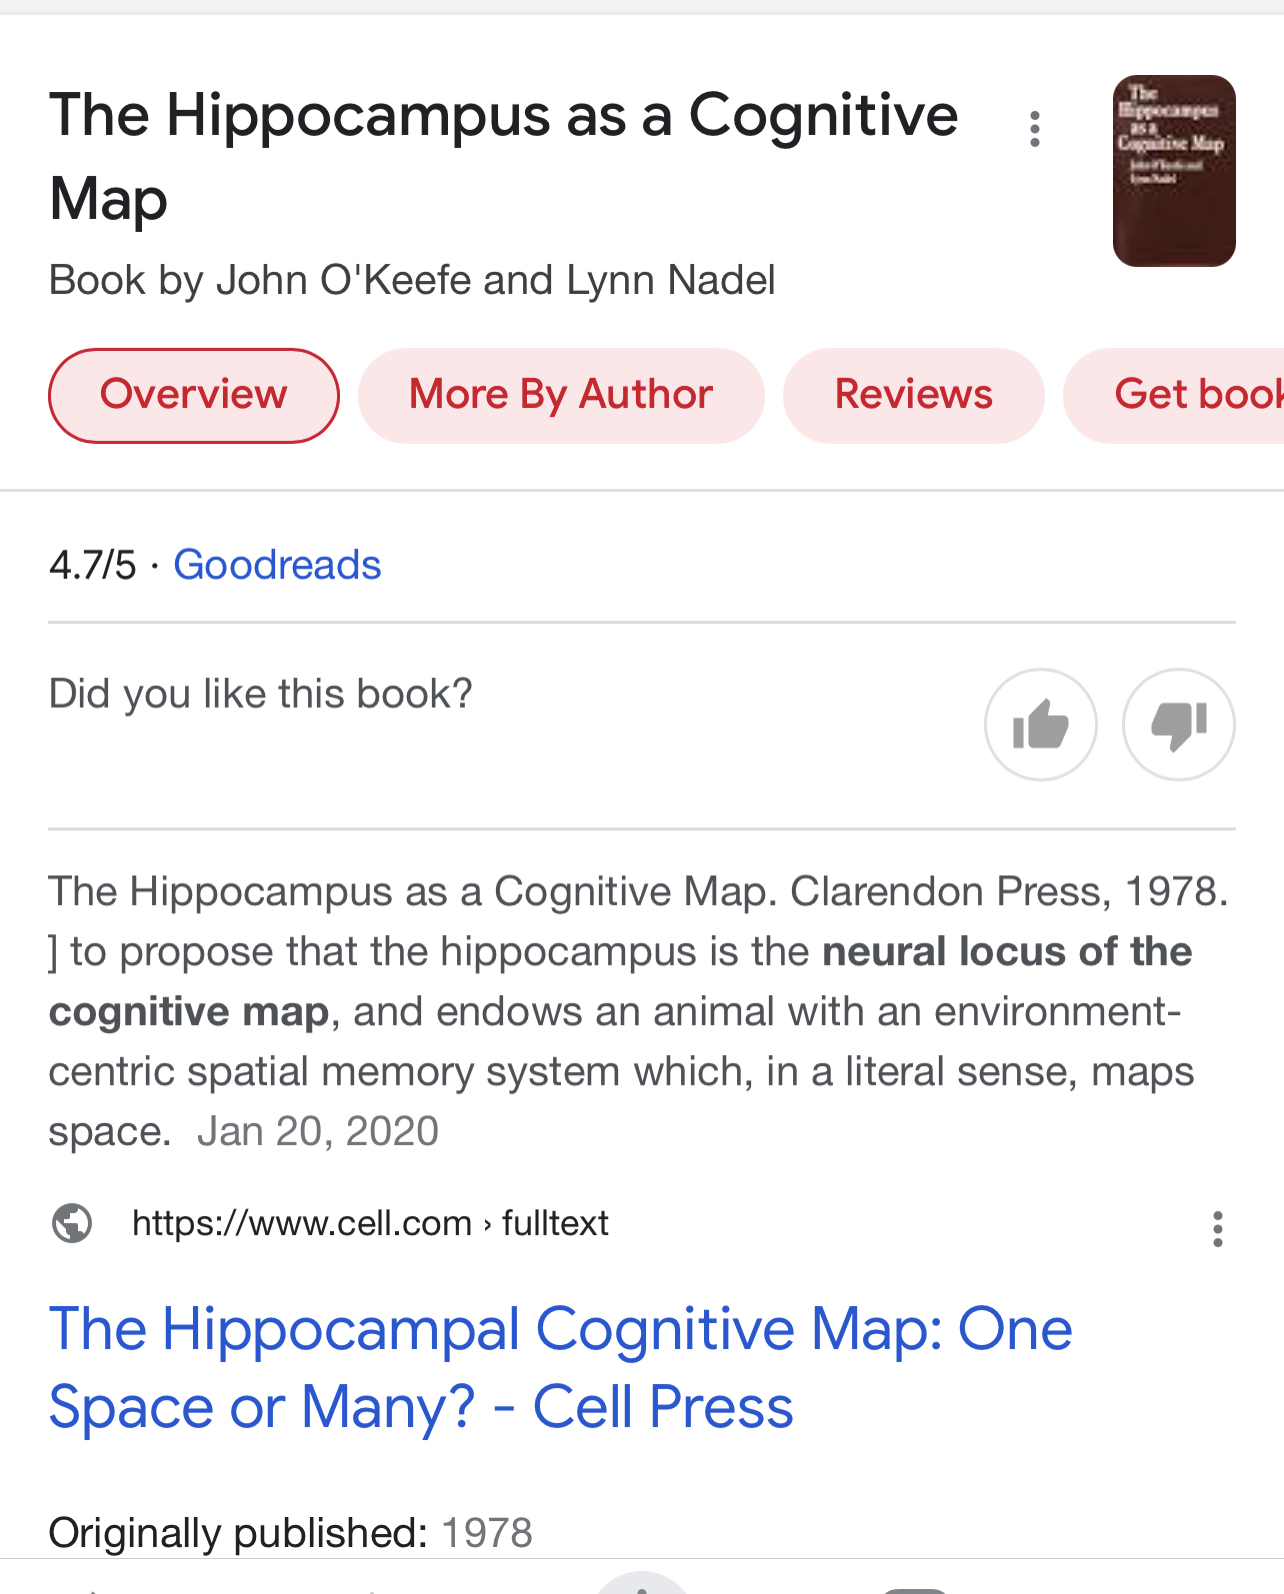 The Hippocampus as a Cognitive
Map
The
Hippocampus
as a
Cognitive Map
John O'Keefe and
Lynn Nadel
Book by John O'Keefe and Lynn Nadel
Overview
More By Author
Reviews
Get book
4.7/5 · Goodreads
Did you like this book?
The Hippocampus as a Cognitive Map. Clarendon Press, 1978.
] to propose that the hippocampus is the neural locus of the
cognitive map, and endows an animal with an environment-
centric spatial memory system which, in a literal sense, maps
space. Jan 20, 2020
https://www.cell.com › fulltext
The Hippocampal Cognitive Map: One
Space or Many? - Cell Press
Originally published: 1978